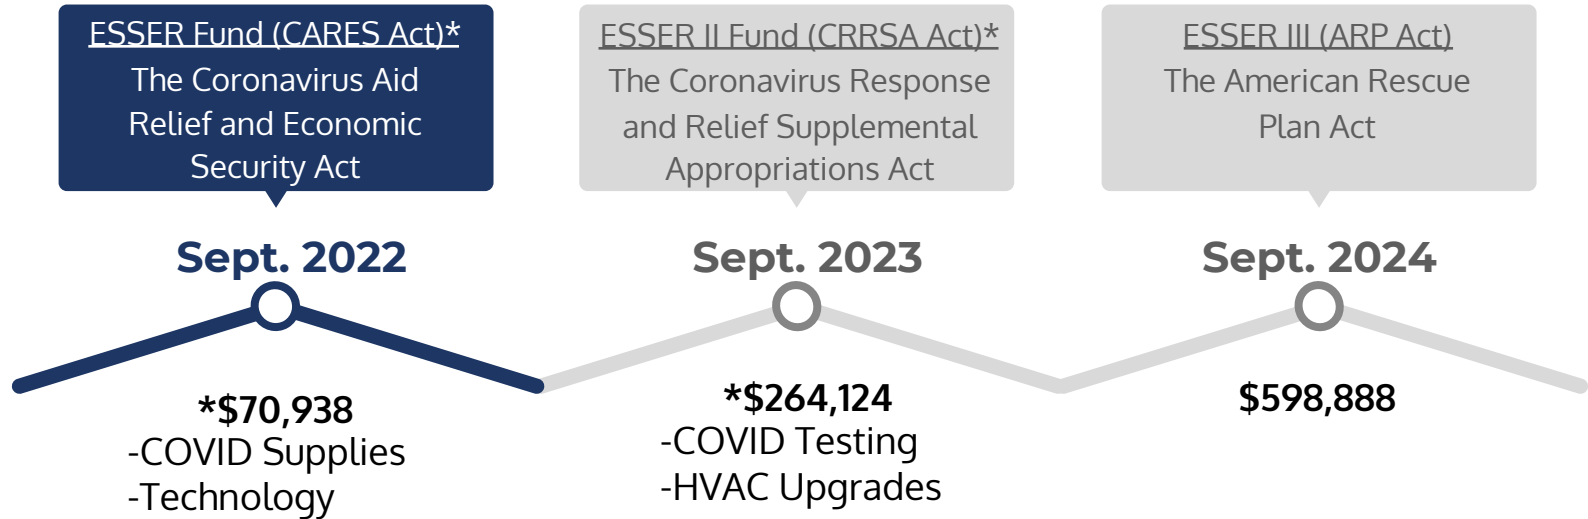 ESSER Fund (CARES Act)*
The Coronavirus Aid
Relief and Economic
Security Act
Sept. 2022
*$70,938
-COVID Supplies
-Technology
ESSER II Fund (CRRSA Act)*
The Coronavirus Response
and Relief Supplemental
Appropriations Act
Sept. 2023
*$264,124
-COVID Testing
-HVAC Upgrades
ESSER III (ARP Act)
The American Rescue
Plan Act
Sept. 2024
$598,888